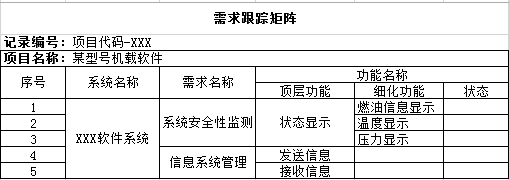 需求跟踪矩阵
记录编号：项目代码-XXX
项目名称：某型号机载软件
序号 系统名称 需求名称 功能名称
顶层功能 细化功能 状态
1 XXX软件系统 系统安全性监测 状态显示 燃油信息显示
2 温度显示
3 压力显示
4 信息系统管理 发送信息
5 接收信息